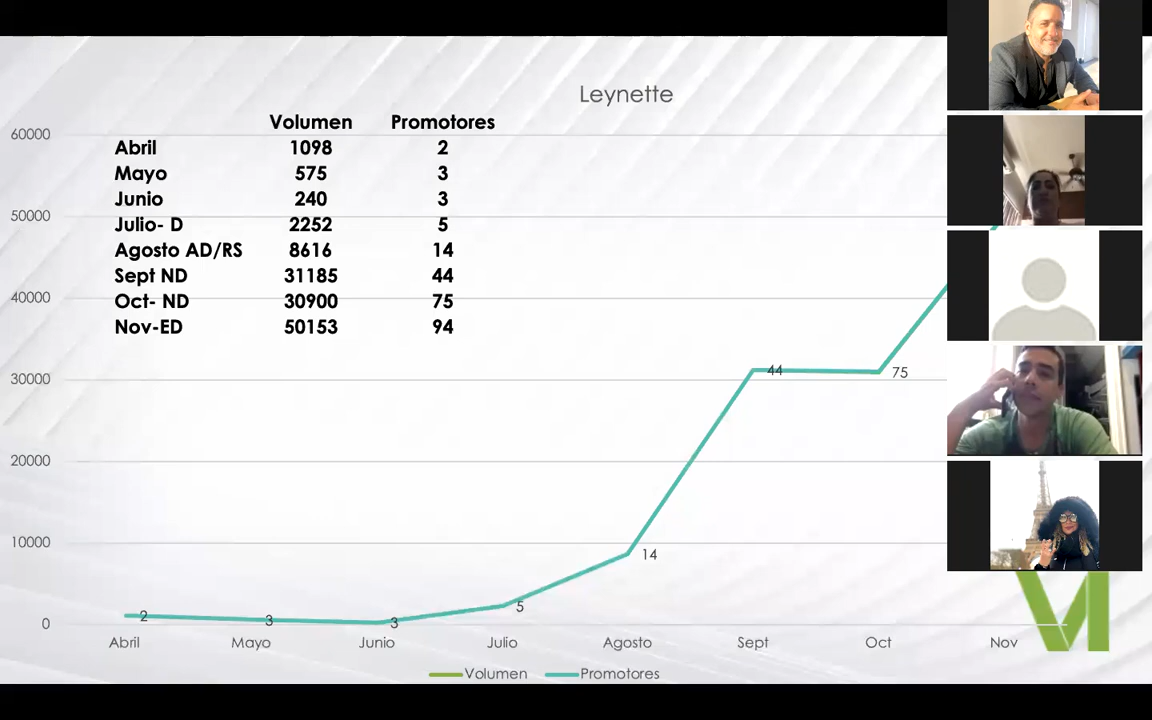 Leynette
Volumen Promotores
Abril 1098 2
Mayo 575 3
Junio 240 3
Julio- D 2252 5
Agosto AD/RS 8616 14
Sept ND 31185 44
Oct- ND 30900 75
Nov-ED 50153 94
60000
50000
40000
30000
20000
10000
0
2
3
3
5
14
44
75
Abril Mayo Junio Julio Agosto Sept Oct Nov
Volumen Promotores